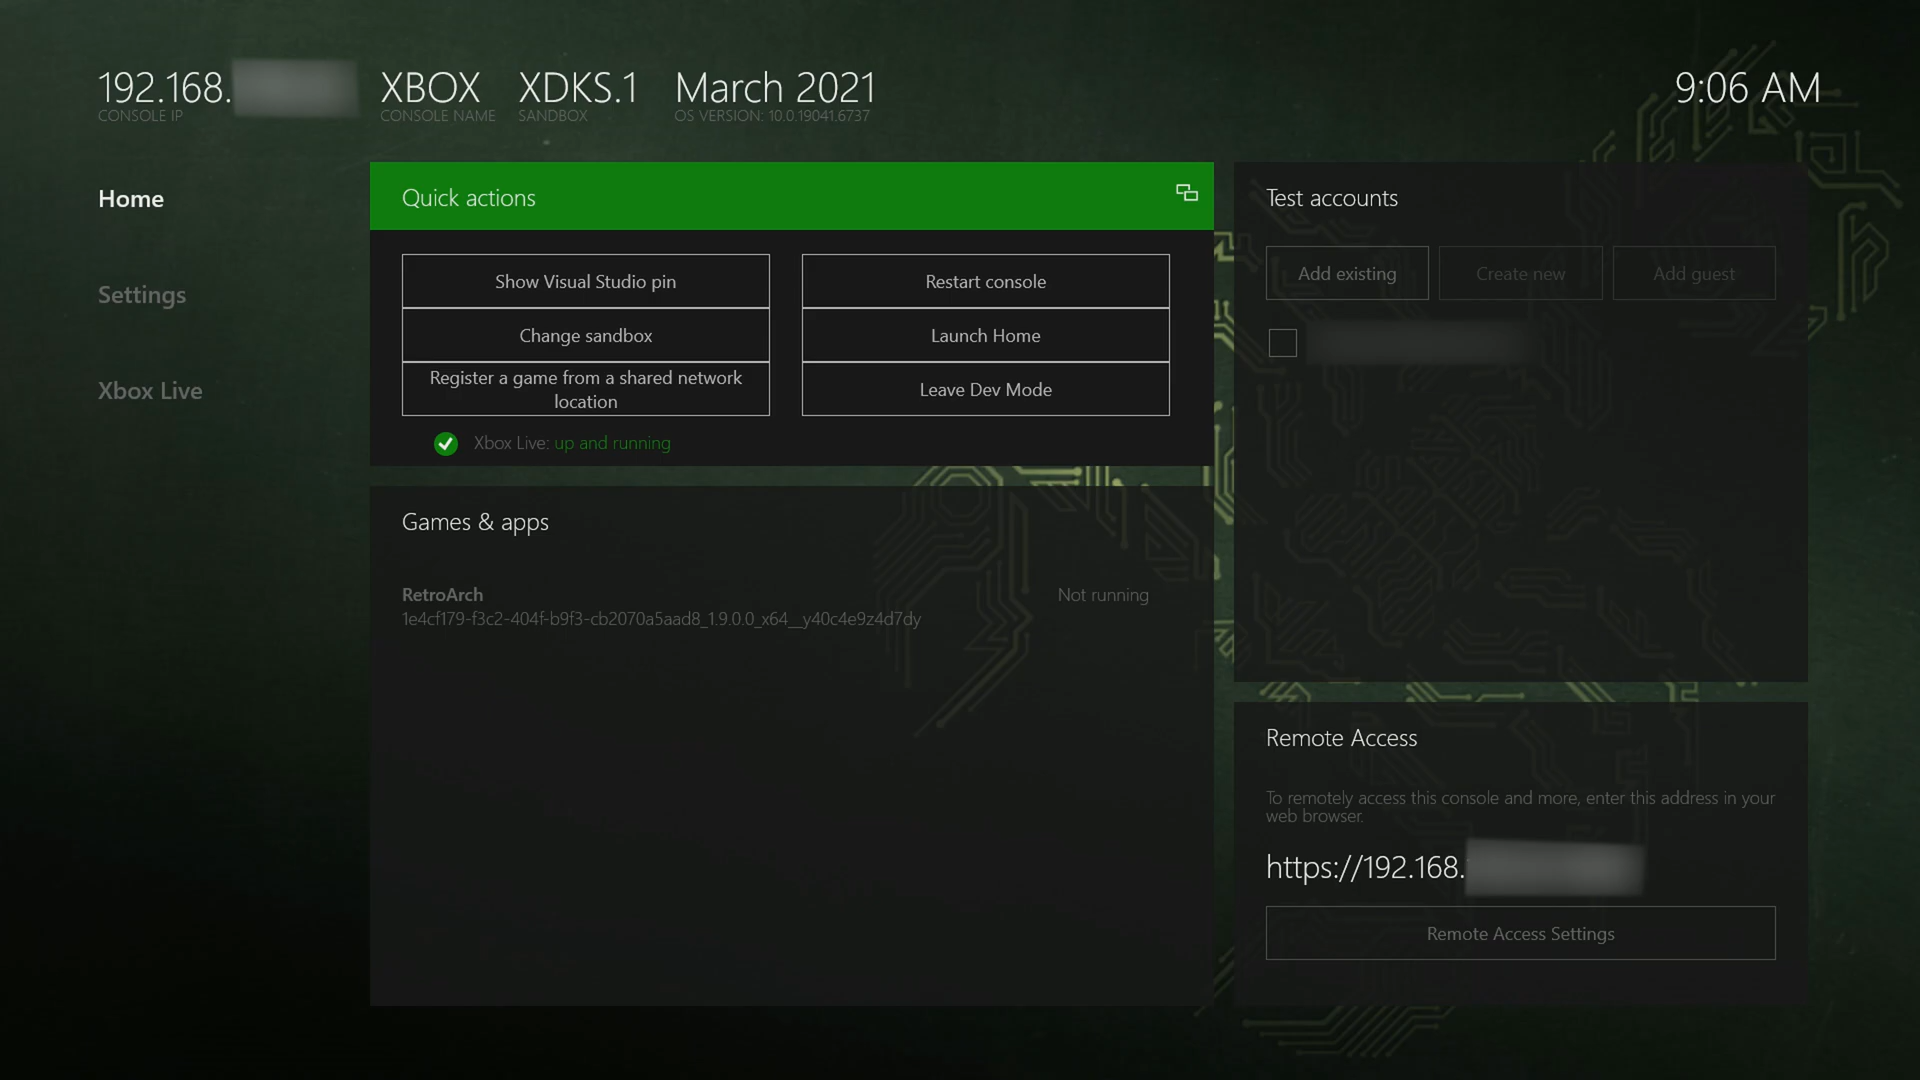 192.168.
CONSOLE IP
XBOX
CONSOLE NAME
XDKS.1
SANDBOX
March 2021
OS VERSION: 10.0.19041.6737
9:06 AM
Home
Settings
Xbox Live
Quick actions
Show Visual Studio pin
Change sandbox
Register a game from a shared network
location
Restart console
Launch Home
Leave Dev Mode
Xbox Live: up and running
Games & apps
RetroArch
Not running
1e4cf179-f3c2-404f-b9f3-cb2070a5aad8_1.9.0.0_x64__y40c4e9z4d7dy
Test accounts
Add existing
Create new
Add guest
Remote Access
To remotely access this console and more, enter this address in your
web browser.
https://192.168.
Remote Access Settings